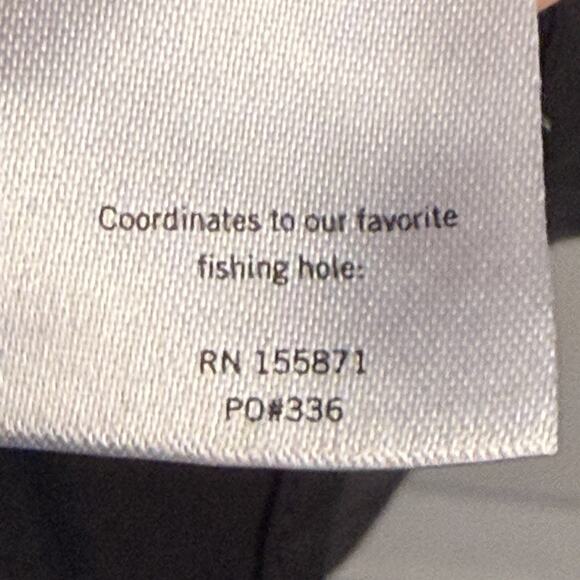 Coordinates to our favorite
fishing hole:
RN 155871
PO#336